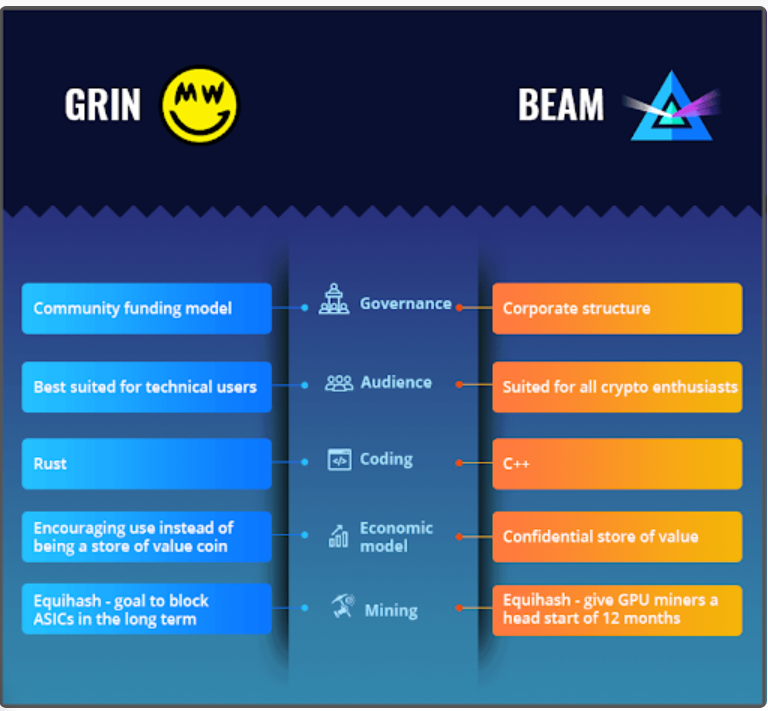 GRIN
MW
BEAM
Community funding model
Governance
Corporate structure
Best suited for technical users
Audience
Suited for all crypto enthusiasts
Rust
</>
Coding
C++
Encouraging use instead of
being a store of value coin
Economic
model
Confidential store of value
Equihash - goal to block
ASICs in the long term
Mining
Equihash - give GPU miners a
head start of 12 months